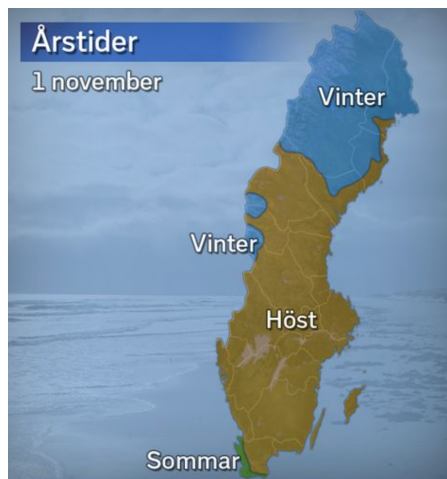 Årstider
1 november
Vinter
Vinter
Höst
Sommar